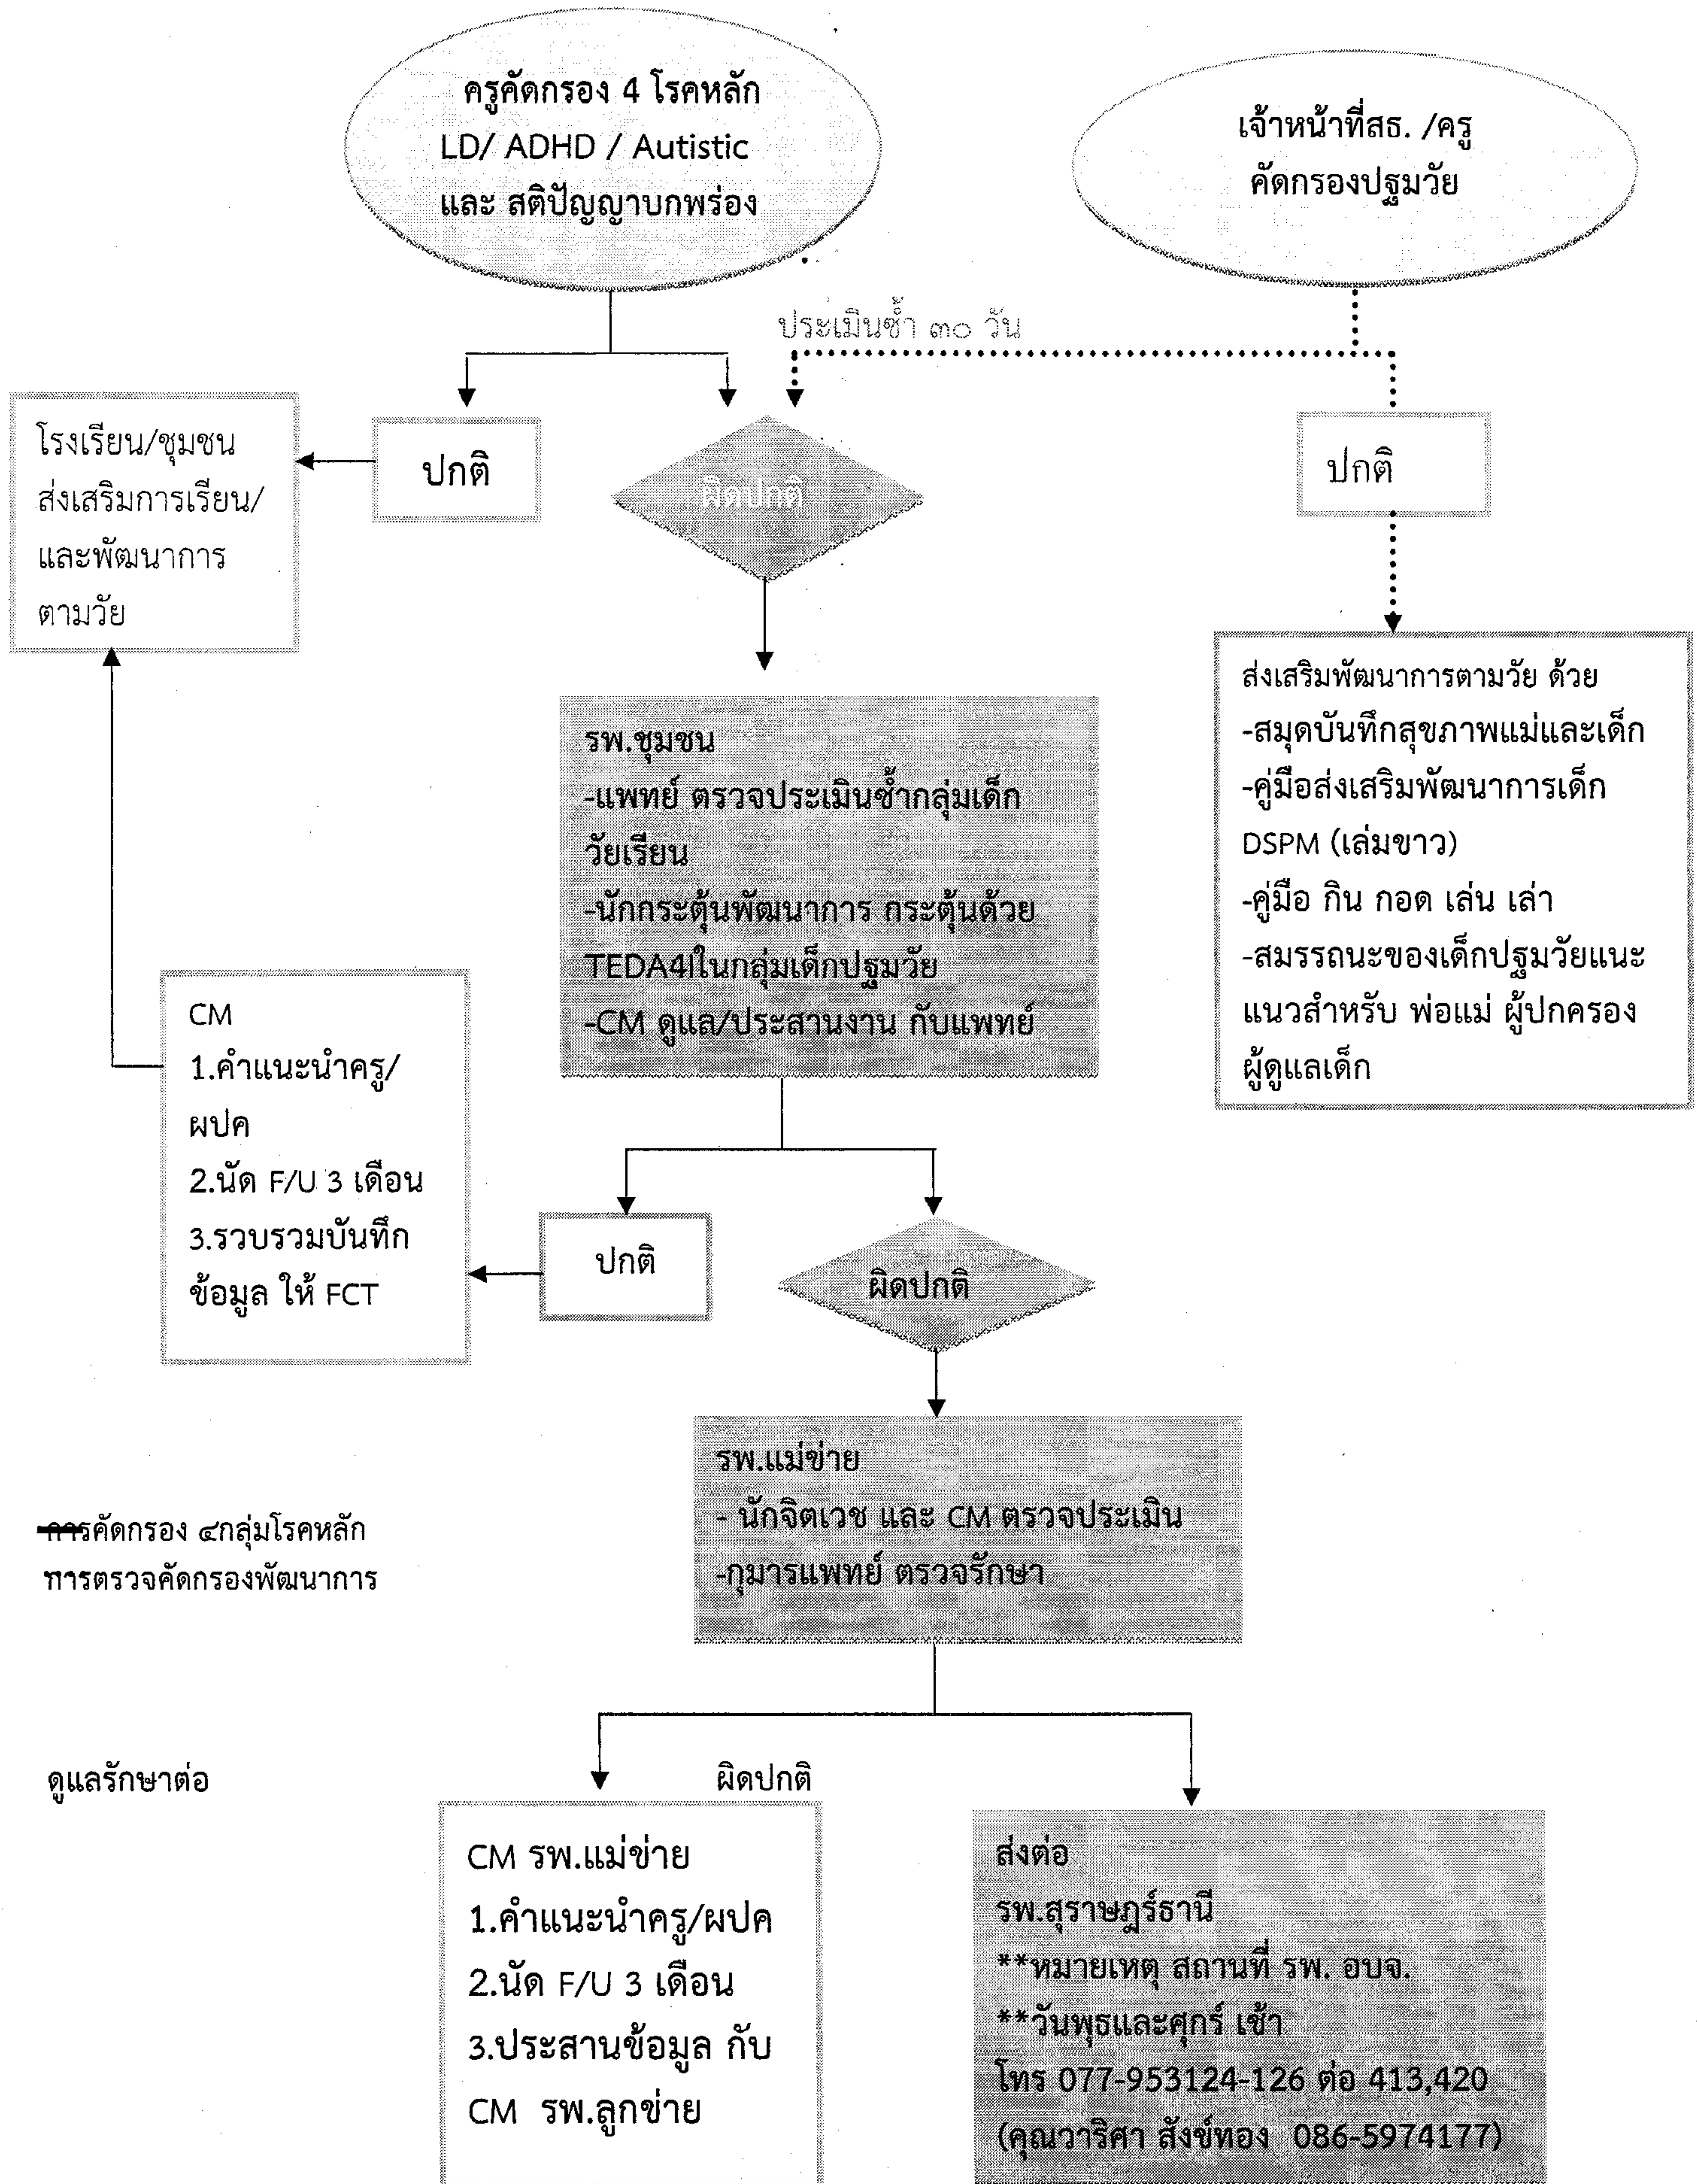 ครูคัดกรอง 4 โรคหลัก
LD/ ADHD / Autistic
และ สติปัญญาบกพร่อง
เจ้าหน้าที่สธ. /ครู
คัดกรองปฐมวัย
ประเมินซ้ำ ๓๐ วัน
โรงเรียน/ชุมชน
ส่งเสริมการเรียน/
และพัฒนาการ
ตามวัย
ปกติ
ผิดปกติ
ปกติ
รพ.ชุมชน
-แพทย์ ตรวจประเมินซ้ำกลุ่มเด็ก
วัยเรียน
-นักกระตุ้นพัฒนาการ กระตุ้นด้วย
TEDA4Iในกลุ่มเด็กปฐมวัย
-CM ดูแล/ประสานงาน กับแพทย์
ส่งเสริมพัฒนาการตามวัย ด้วย
-สมุดบันทึกสุขภาพแม่และเด็ก
-คู่มือส่งเสริมพัฒนาการเด็ก
DSPM (เล่มขาว)
-คู่มือ กิน กอด เล่น เล่า
-สมรรถนะของเด็กปฐมวัยแนะ
แนวสำหรับ พ่อแม่ ผู้ปกครอง
ผู้ดูแลเด็ก
CM
1.คำแนะนำครู/
ผปค
2.นัด F/U 3 เดือน
3.รวบรวมบันทึก
ข้อมูล ให้ FCT
ปกติ
ผิดปกติ
รพ.แม่ข่าย
- นักจิตเวช และ CM ตรวจประเมิน
-กุมารแพทย์ ตรวจรักษา
การคัดกรอง ๔กลุ่มโรคหลัก
การตรวจคัดกรองพัฒนาการ
ดูแลรักษาต่อ
ผิดปกติ
CM รพ.แม่ข่าย
1.คำแนะนำครู/ผปค
2.นัด F/U 3 เดือน
3.ประสานข้อมูล กับ
CM รพ.ลูกข่าย
ส่งต่อ
รพ.สุราษฎร์ธานี
**หมายเหตุ สถานที่ รพ. อบจ.
**วันพุธและศุกร์ เช้า
โทร 077-953124-126 ต่อ 413,420
(คุณวาริศา สังข์ทอง 086-5974177)